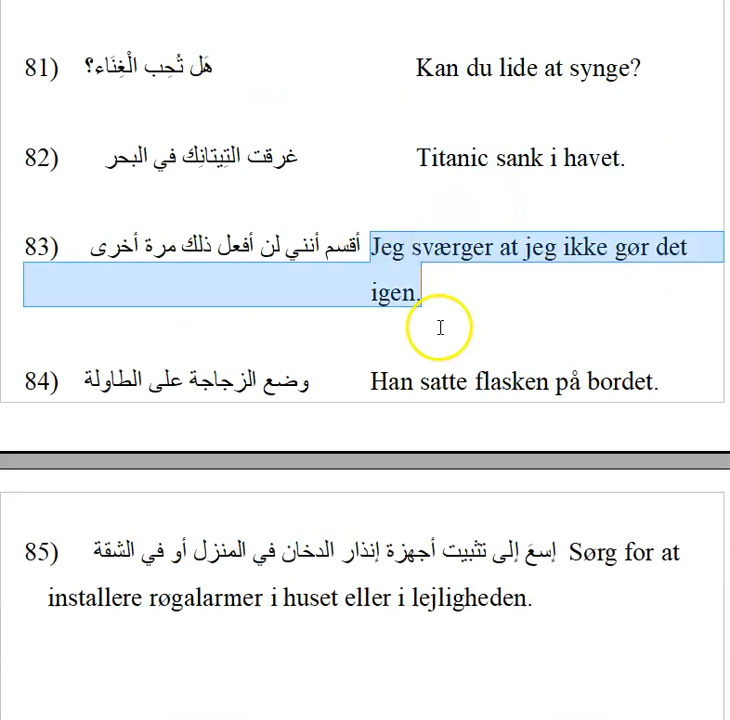 81) هَل تُحِب الْغِنَاء؟ Kan du lide at synge?
82) غرقت التِيتانِك في البحر Titanic sank i havet.
83) أقسم أنني لن أفعل ذلك مرة أخرى Jeg sværger at jeg ikke gør det
igen.
84) وضع الزجاجة على الطاولة Han satte flasken på bordet.
85) إسعَ إلى تثبيت أجهزة إنذار الدخان في المنزل أو في الشقة Sørg for at
installere røgalarmer i huset eller i lejligheden.